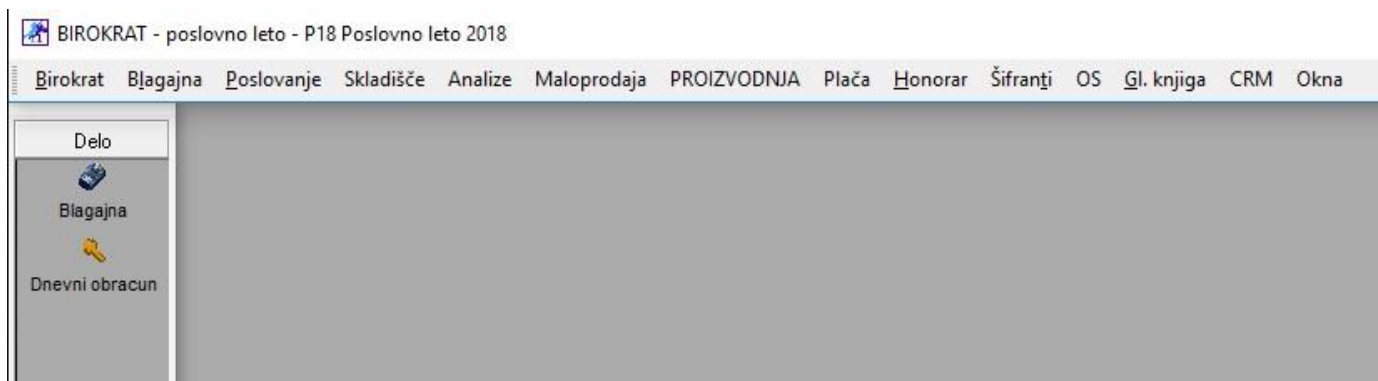 BIROKRAT - poslovno leto - P18 Poslovno leto 2018
Birokrat Blagajna Poslovanje Skladišče Analize Maloprodaja PROIZVODNJA Plača Honorar Šifranti OS Gl. knjiga CRM Okna
Delo
Blagajna
Dnevni obracun